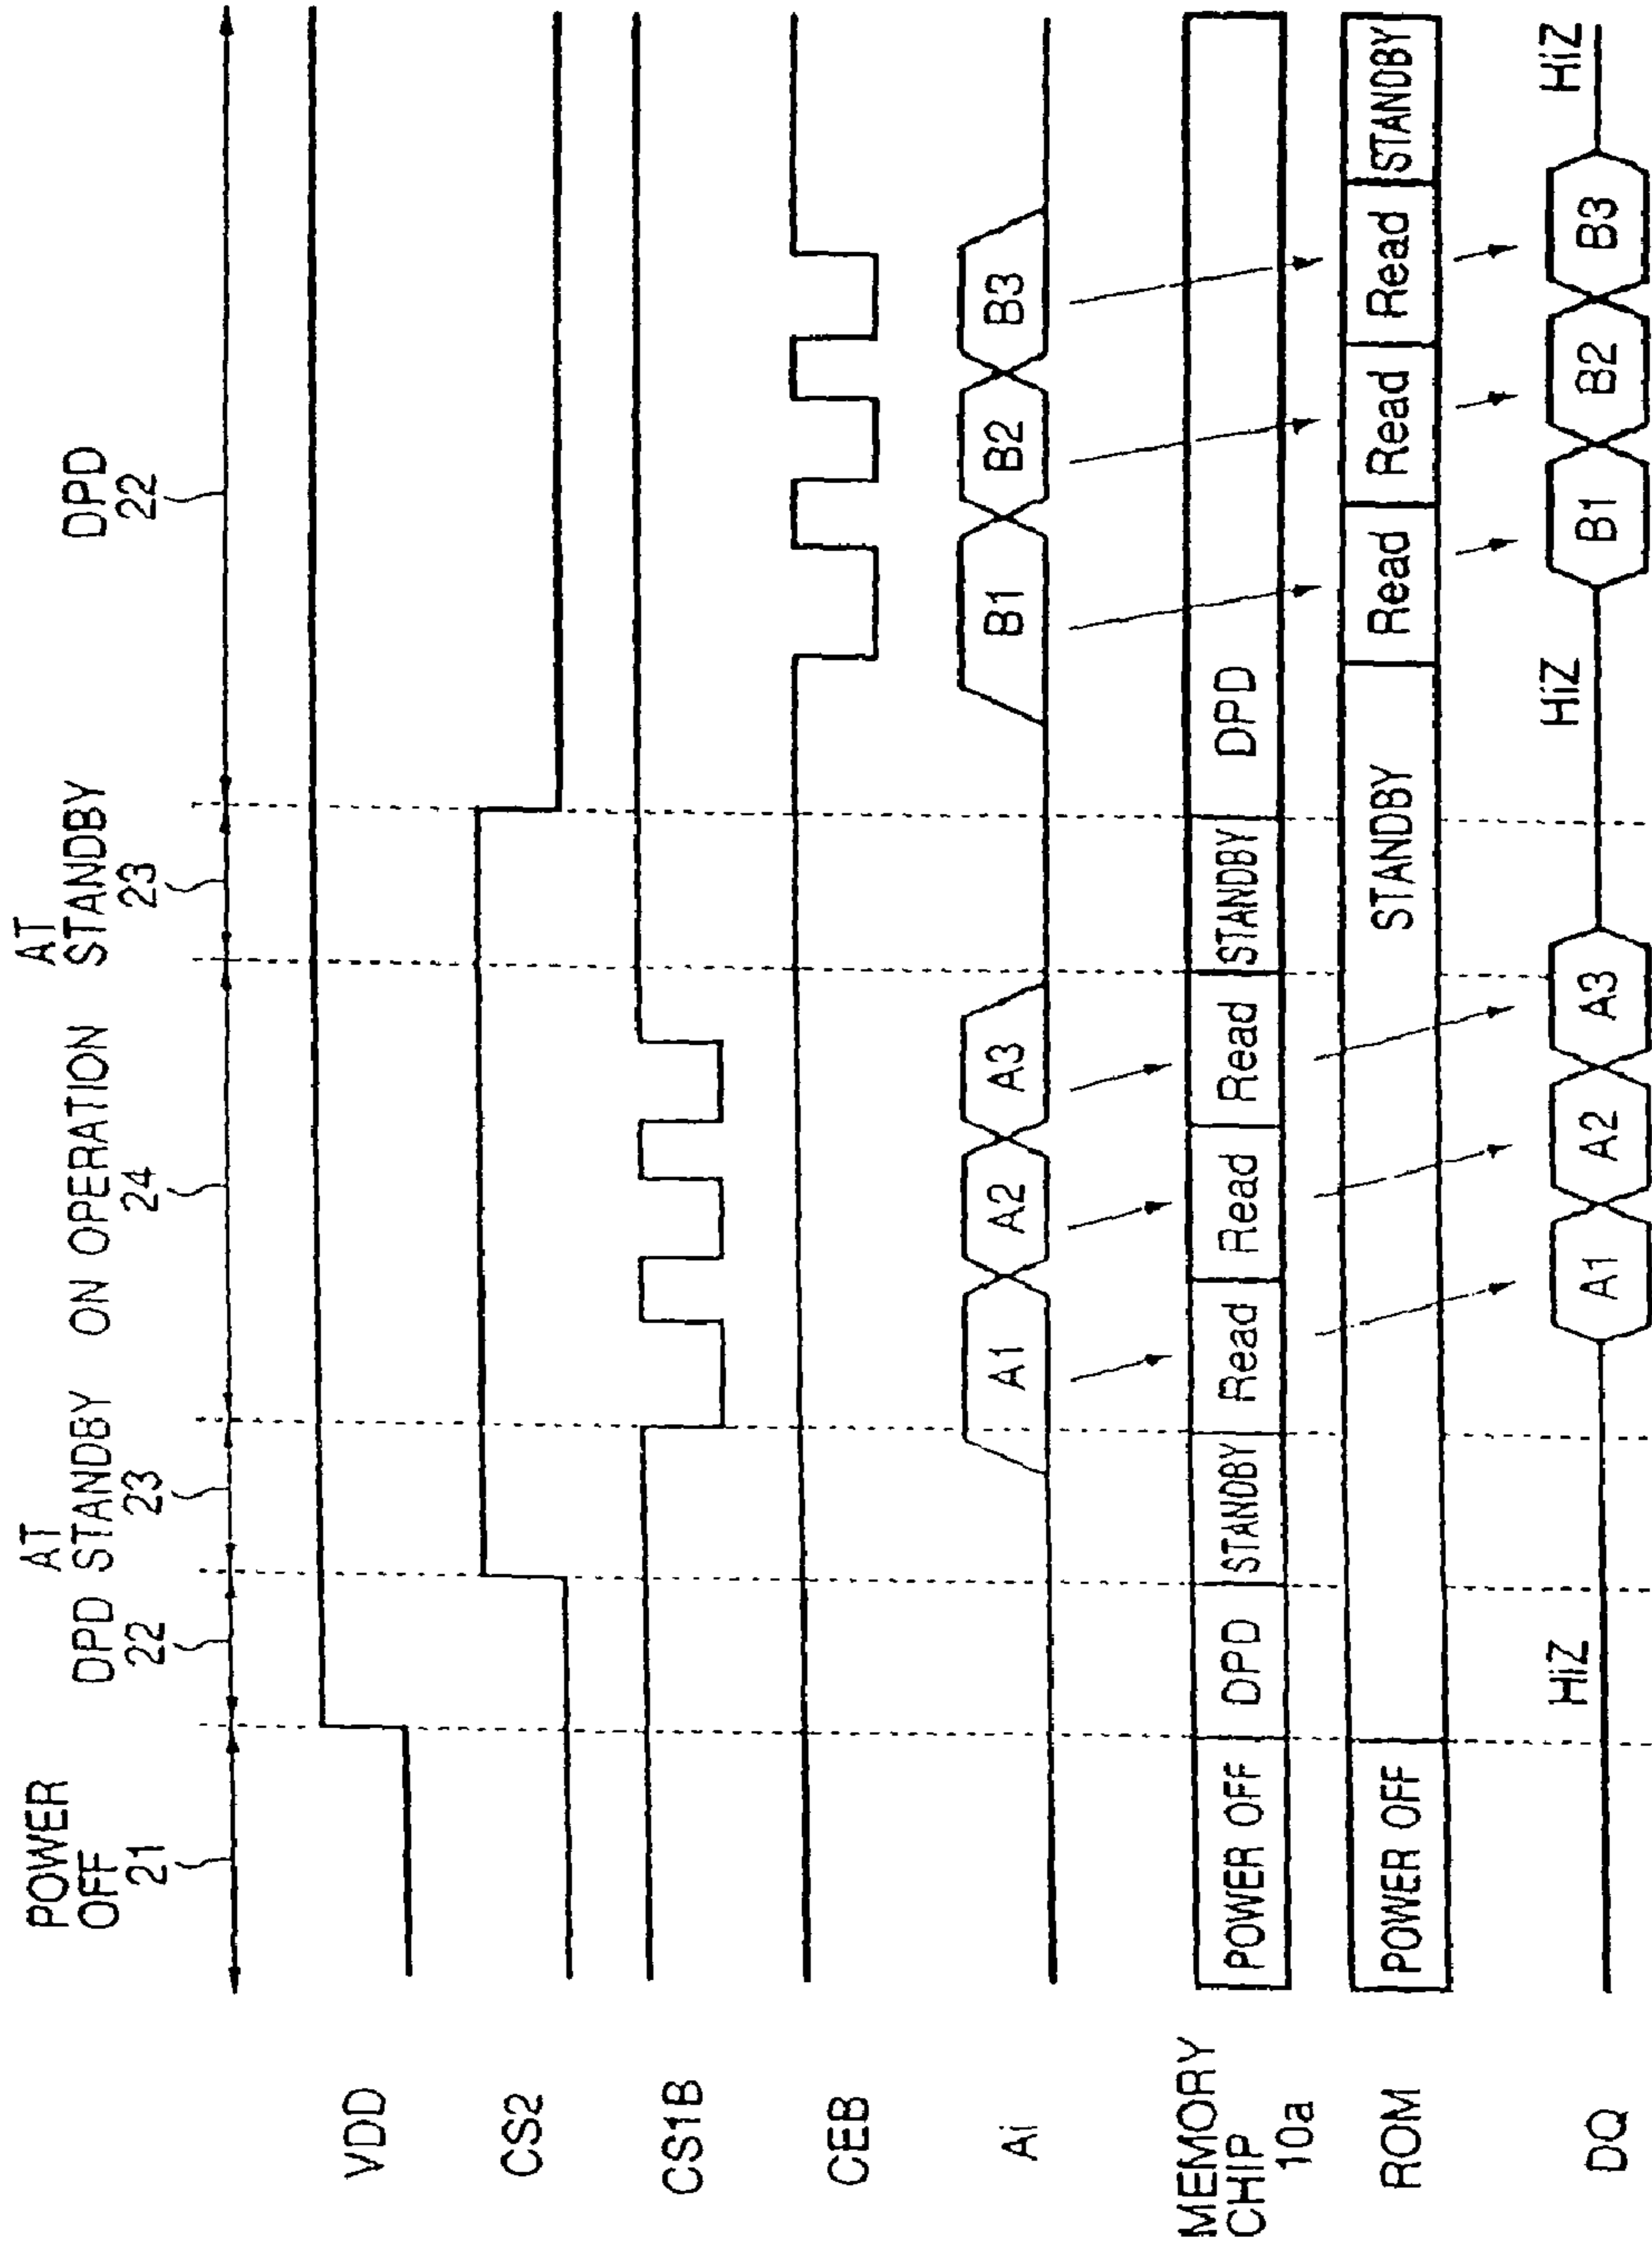 POWER
OFF
21
DPD
22
AT
STANDBY
23
ON OPERATION
24
AT
STANDBY
23
DPD
22
VDD
CS2
CS1B
CEB
Ai
A1 A2 A3 B1 B2 B3
MEMORY
CHIP
10a
POWER OFF DPD STANDBY Read Read Read STANDBY DPD
ROM
POWER OFF STANDBY Read Read Read STANDBY
DQ
HiZ A1 A2 A3 HiZ B1 B2 B3 HiZ